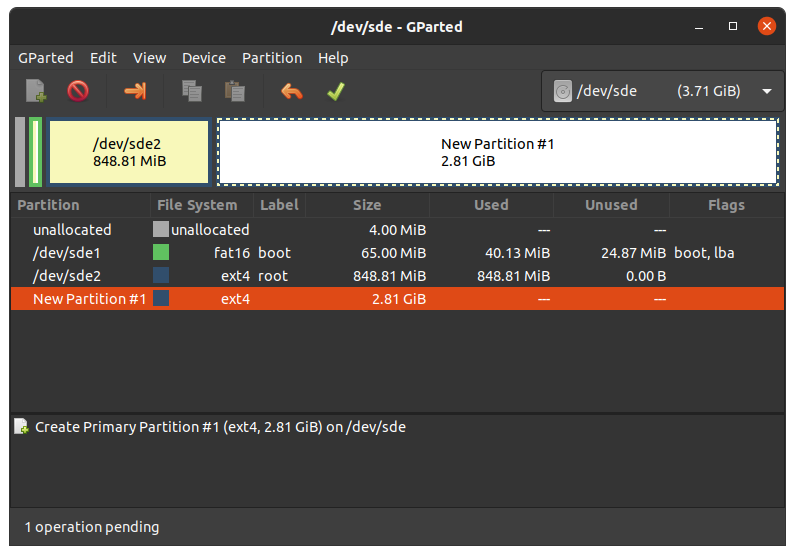 /dev/sde - GParted
GParted Edit View Device Partition Help
/dev/sde (3.71 GiB)
/dev/sde2
848.81 MiB
New Partition #1
2.81 GiB
Partition File System Label Size Used Unused Flags
unallocated unallocated 4.00 MiB --- ---
/dev/sde1 fat16 boot 65.00 MiB 40.13 MiB 24.87 MiB boot, lba
/dev/sde2 ext4 root 848.81 MiB 848.81 MiB 0.00 B
New Partition #1 ext4 2.81 GiB --- ---
Create Primary Partition #1 (ext4, 2.81 GiB) on /dev/sde
1 operation pending